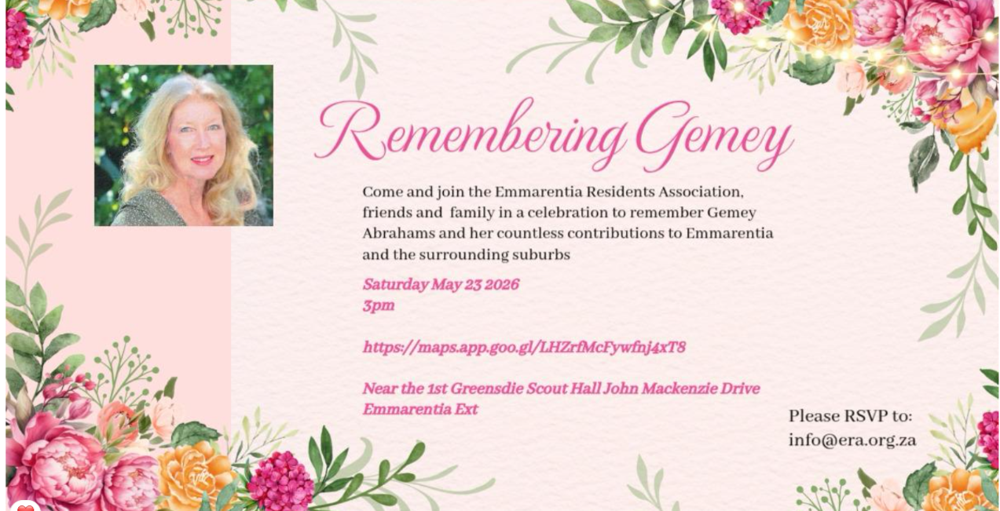 Remembering Gemey
Come and join the Emmarentia Residents Association,
friends and family in a celebration to remember Gemey
Abrahams and her countless contributions to Emmarentia
and the surrounding suburbs
Saturday May 23 2026
3pm
https://maps.app.goo.gl/LHZrfMcFywfnj4xT8
Near the 1st Greensdie Scout Hall John Mackenzie Drive
Emmarentia Ext
Please RSVP to:
info@era.org.za